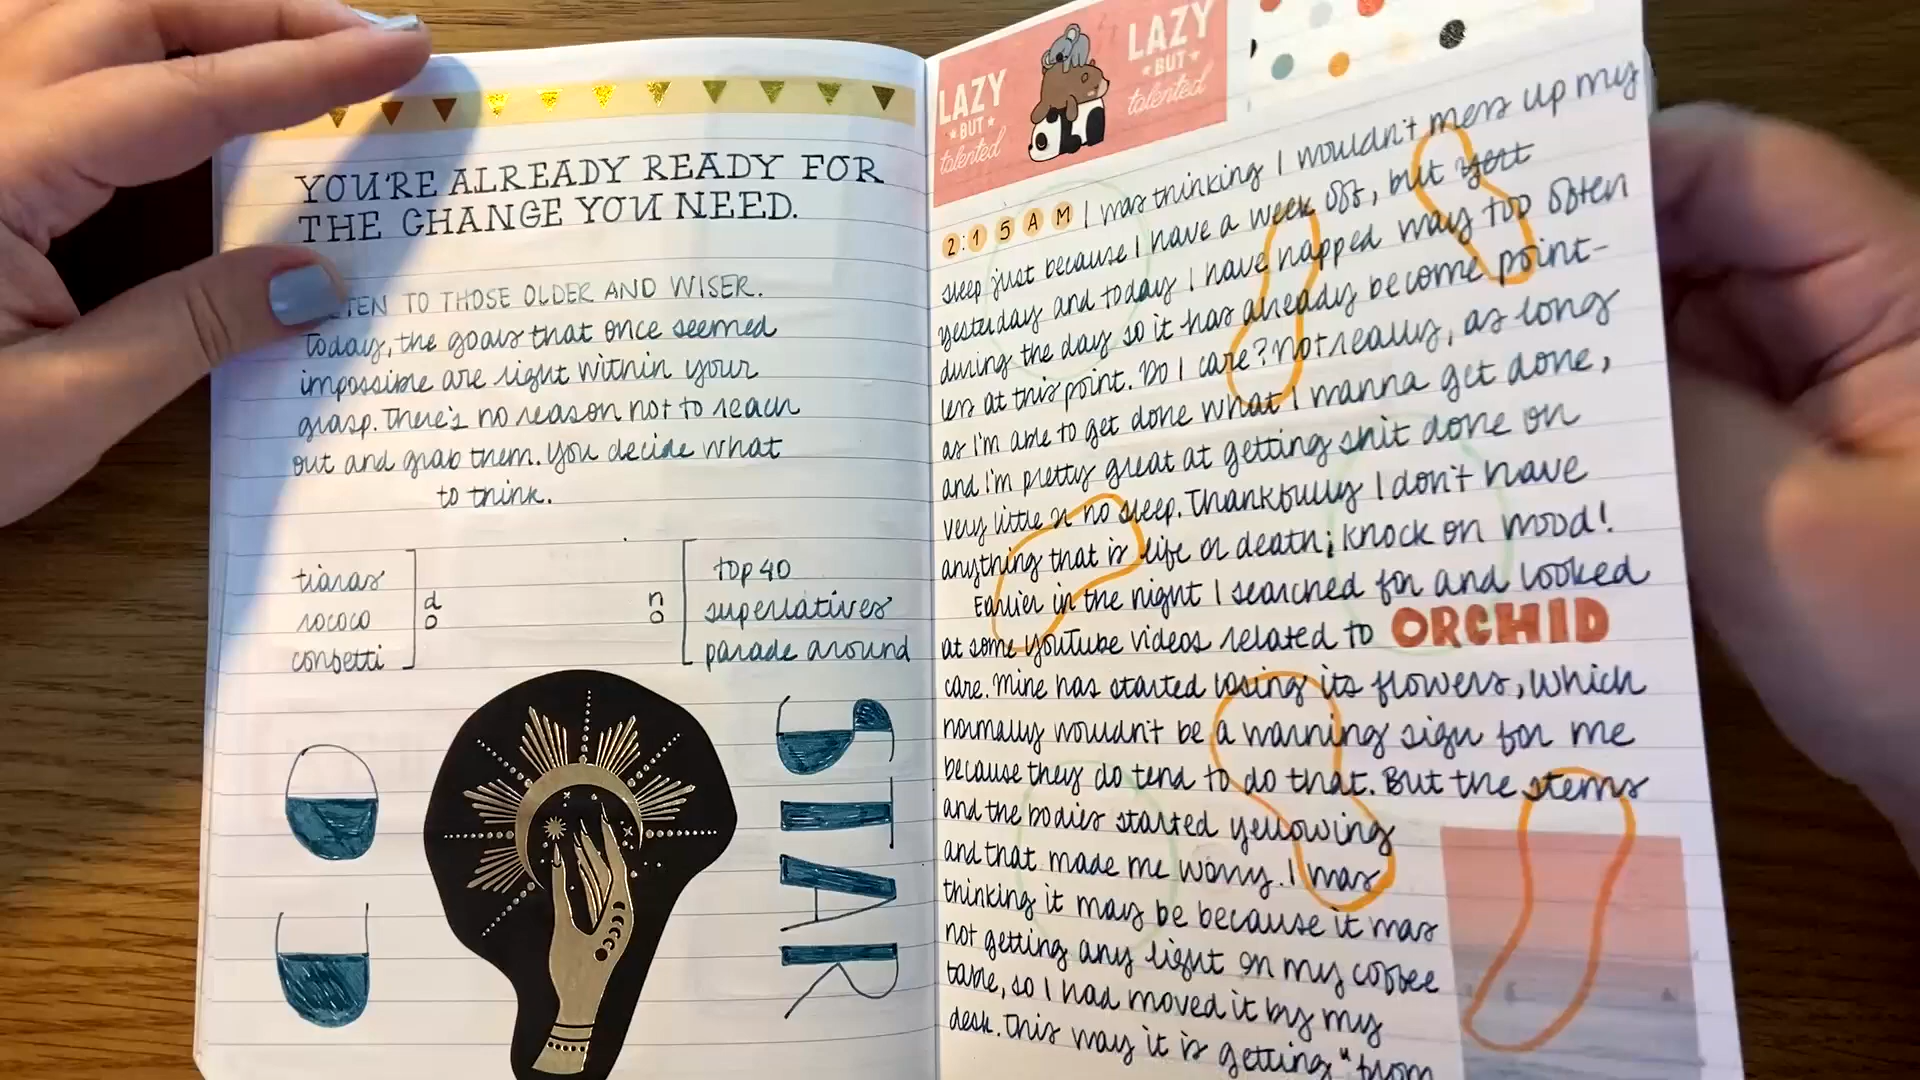 YOU'RE ALREADY READY FOR
THE CHANGE YOU NEED.
TEN TO THOSE OLDER AND WISER.
Today, the goals that once seemed
impossible are right within your
grasp. There's no reason not to reach
out and grab them. You decide what
to think.
tiaras
rococo
confetti
do
no
top 40
superlatives
parade around
STAR
LAZY
BUT
talented
LAZY
BUT
talented
2:15AM I was thinking I wouldn't mess up my
sleep just because I have a week off, but yest
yesterday and today I have napped way too often
during the day so it has already become point-
less at this point. Do I care? Not really, as long
as I'm able to get done what I wanna get done,
and I'm pretty great at getting shit done on
very little or no sleep. Thankfully I don't have
anything that is life or death; knock on wood!
Earlier in the night I searched for and looked
at some YouTube videos related to ORCHID
care. Mine has started losing its flowers, which
normally wouldn't be a warning sign for me
because they do tend to do that. But the stems
and the bodies started yellowing
and that made me worry. I was
thinking it may be because it was
not getting any light on my coffee
table, so I had moved it by my
desk. This way it is getting "from